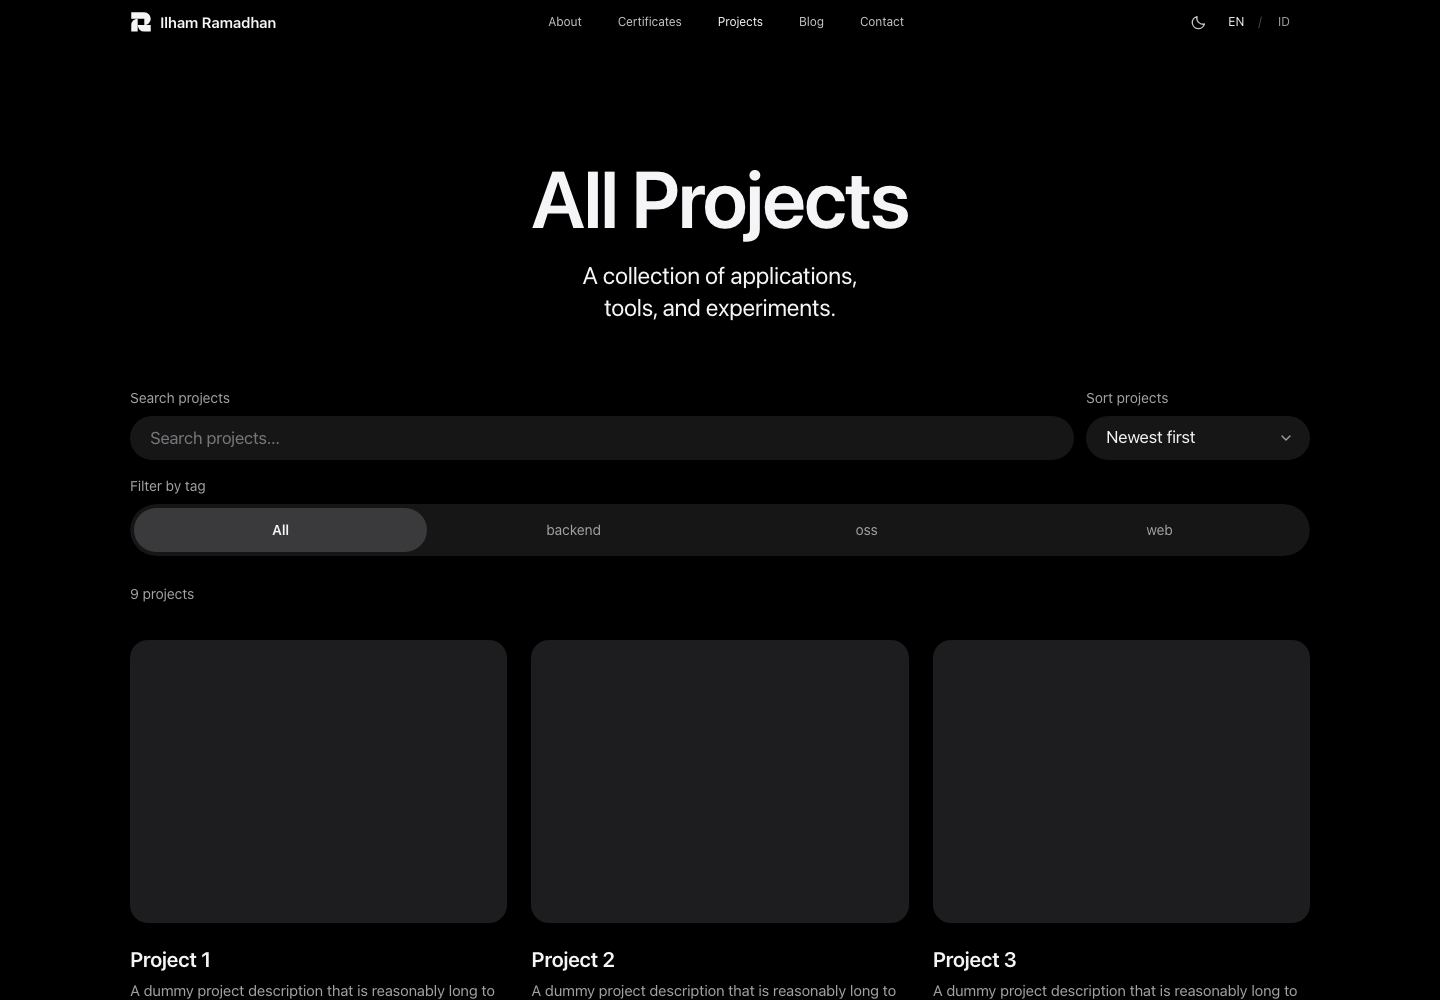 Ilham Ramadhan
About
Certificates
Projects
Blog
Contact
EN / ID
All Projects
A collection of applications,
tools, and experiments.
Search projects
Sort projects
Search projects...
Newest first
Filter by tag
All
backend
oss
web
9 projects
Project 1
A dummy project description that is reasonably long to
Project 2
A dummy project description that is reasonably long to
Project 3
A dummy project description that is reasonably long to